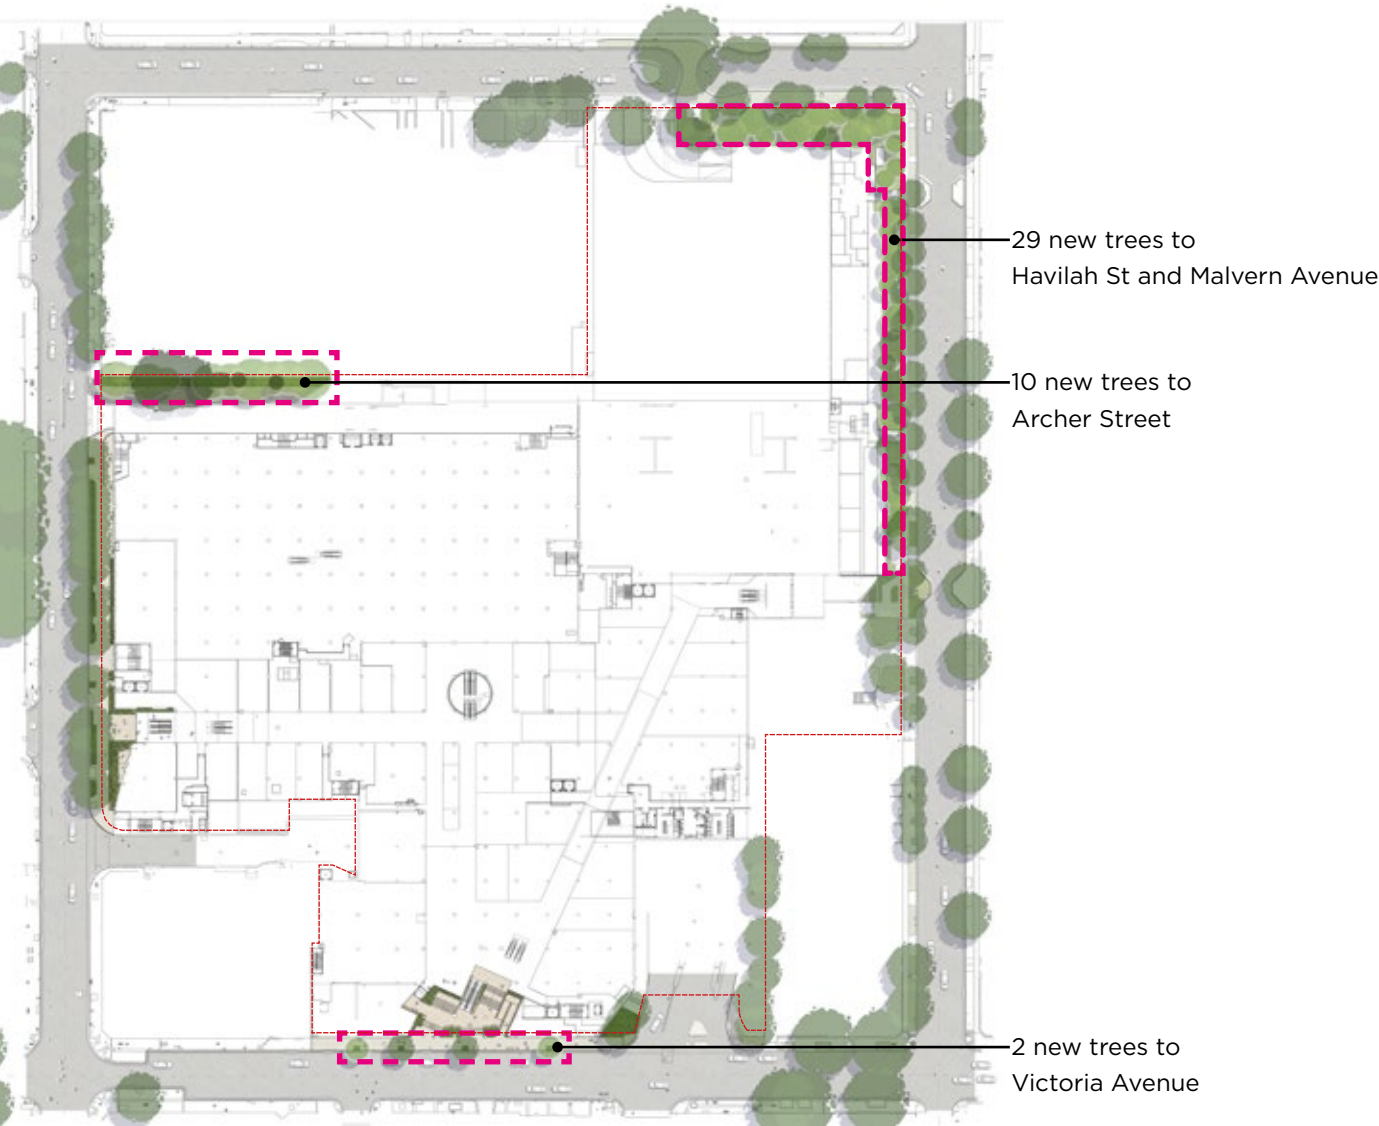 29 new trees to
Havilah St and Malvern Avenue
10 new trees to
Archer Street
2 new trees to
Victoria Avenue